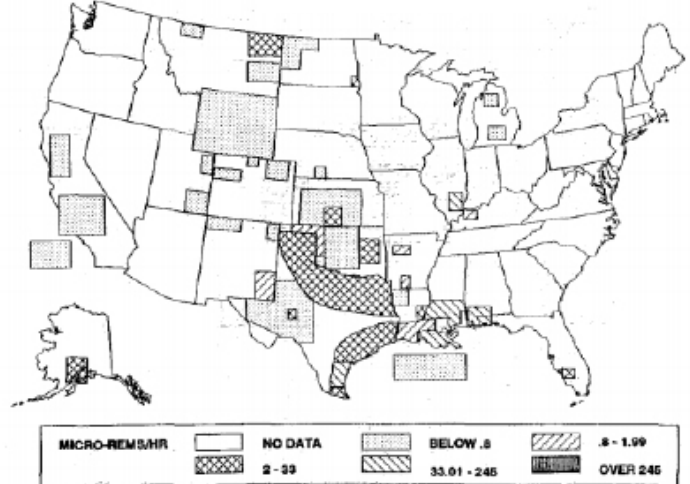 MICRO-REMS/HR NO DATA BELOW .8 .8 - 1.99
2 - 33 33.01 - 245 OVER 245